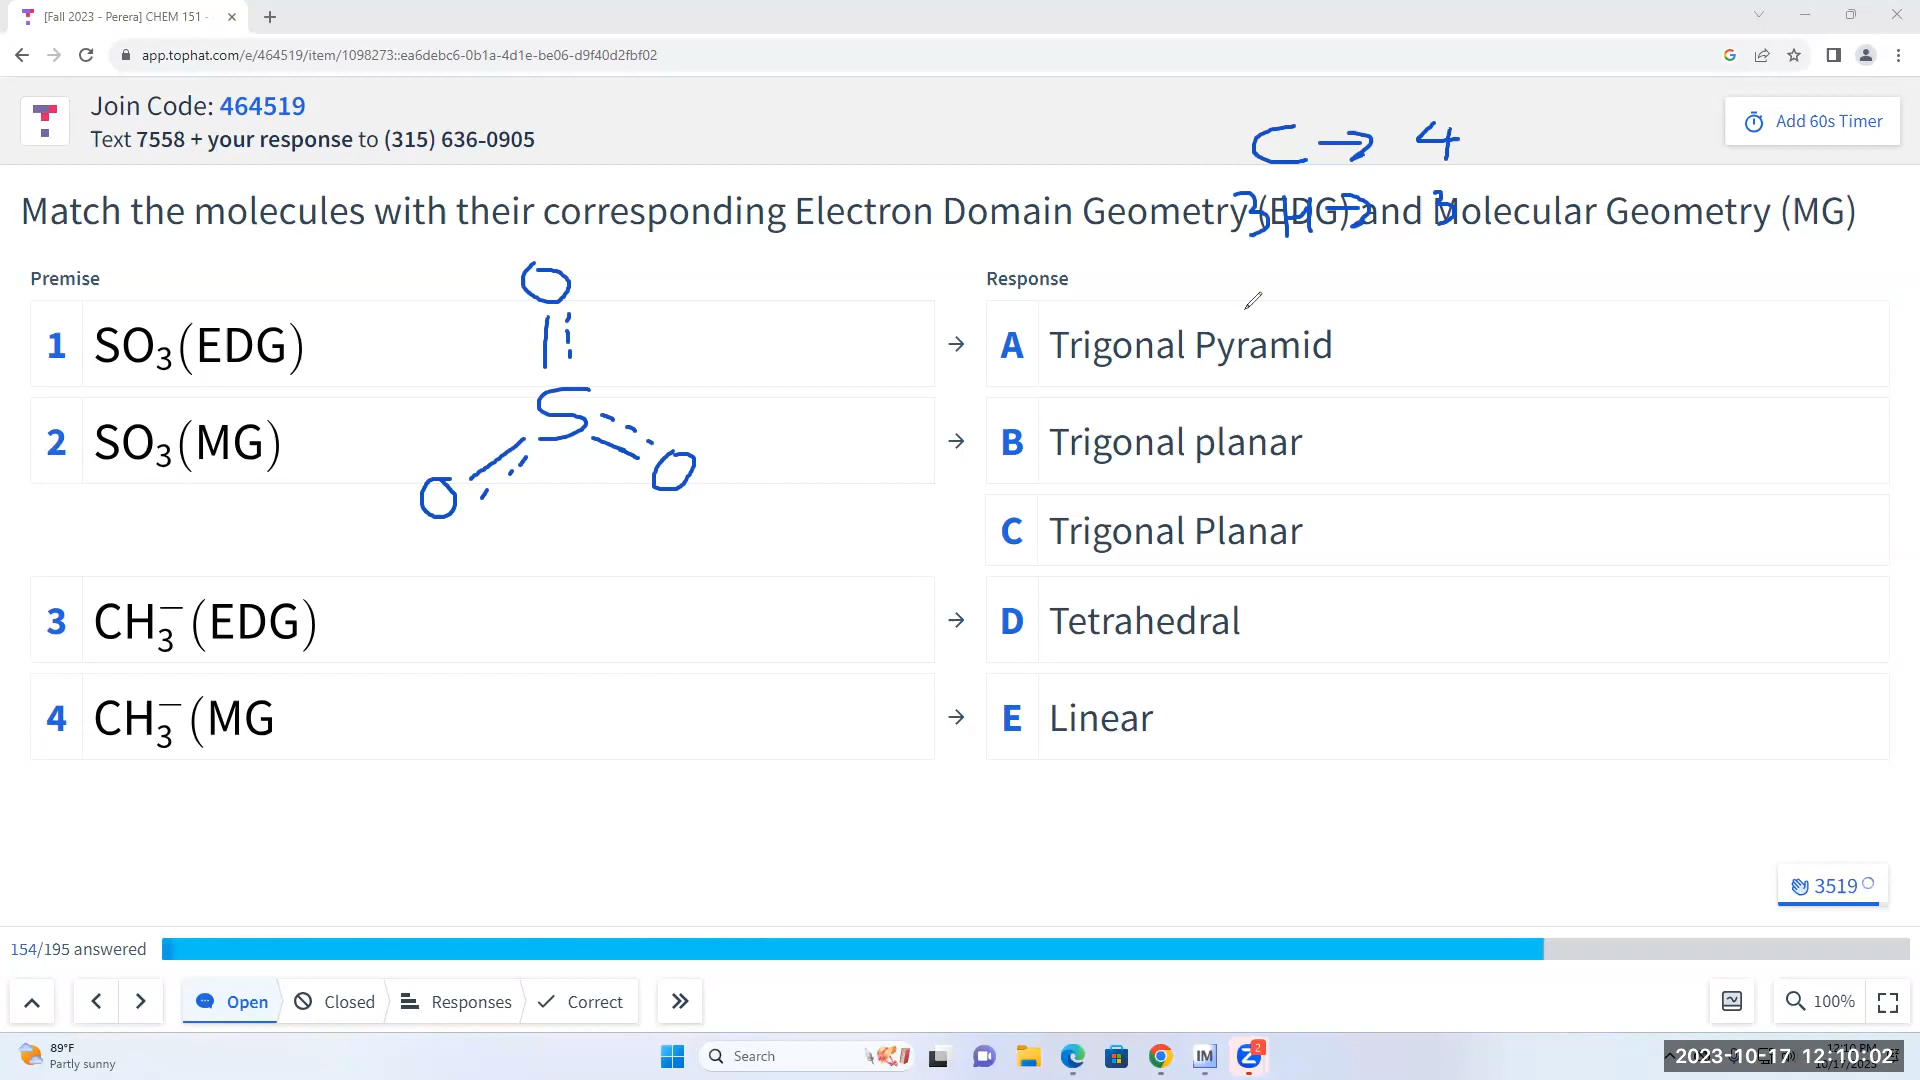 [Fall 2023 - Perera] CHEM 151 -
app.tophat.com/e/464519/item/1098273::ea6debc6-0b1a-4d1e-be06-d9f40d2fbf02
Join Code: 464519
Text 7558 + your response to (315) 636-0905
Add 60s Timer
C → 4
3H → 3
Match the molecules with their corresponding Electron Domain Geometry (EDG) and Molecular Geometry (MG)
Premise
Response
1 SO₃(EDG)
→ A Trigonal Pyramid
2 SO₃(MG)
→ B Trigonal planar
O
S
O O
C Trigonal Planar
3 CH₃⁻(EDG)
→ D Tetrahedral
4 CH₃⁻(MG
→ E Linear
3519
154/195 answered
Open Closed Responses Correct
100%
89°F
Partly sunny
Search
IM
Z 2
2023-10-17 12:10:02